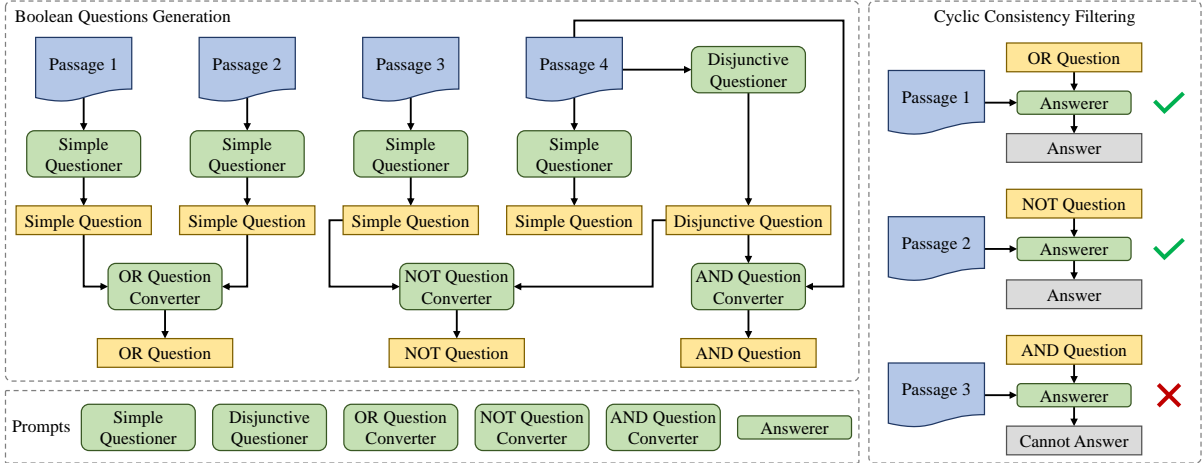 Boolean Questions Generation
Passage 1
Passage 2
Passage 3
Passage 4
Disjunctive
Questioner
Simple
Questioner
Simple
Questioner
Simple
Questioner
Simple
Questioner
Simple Question
Simple Question
Simple Question
Simple Question
Disjunctive Question
OR Question
Converter
NOT Question
Converter
AND Question
Converter
OR Question
NOT Question
AND Question
Prompts
Simple
Questioner
Disjunctive
Questioner
OR Question
Converter
NOT Question
Converter
AND Question
Converter
Answerer
Cyclic Consistency Filtering
OR Question
Passage 1
Answerer
Answer
NOT Question
Passage 2
Answerer
Answer
AND Question
Passage 3
Answerer
Cannot Answer